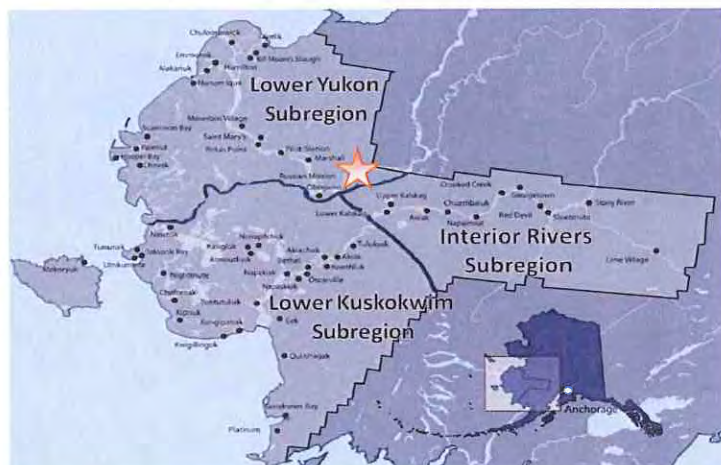 Kotlik
Bill Moore's Slough
Emmonak
Hamilton
Alakanuk
Nunam Iqua
Lower Yukon
Subregion
Mountain Village
Scammon Bay
Saint Mary's
Pitkas Point
Pilot Station
Paimiut
Hooper Bay
Chevak
Marshall
Russian Mission
Ohogamiut
Crooked Creek
Georgetown
Stony River
Upper Kalskag
Chuathbaluk
Lower Kalskag
Aniak
Napaimut
Red Devil
Sleetmute
Interior Rivers
Subregion
Lime Village
Newtok
Nunapitchuk
Tununak
Toksook Bay
Kasigluk
Akiachak
Tuluksak
Umkumiute
Atmautluak
Bethel
Akiak
Mekoryuk
Nightmute
Napakiak
Kwethluk
Oscarville
Chefornak
Napaskiak
Tuntutuliak
Lower Kuskokwim
Subregion
Kipnuk
Kongiganak
Eek
Kwigillingok
Quinhagak
Goodnews Bay
Platinum
Anchorage